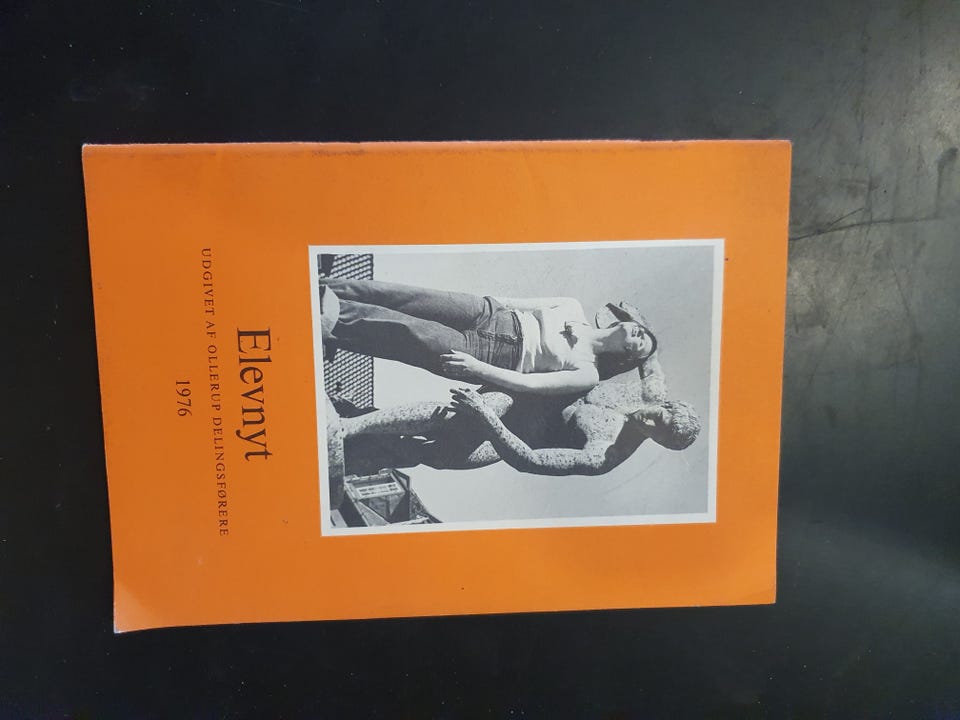 Elevnyt
UDGIVET AF OLLERUP DELINGSFØRERE
1976